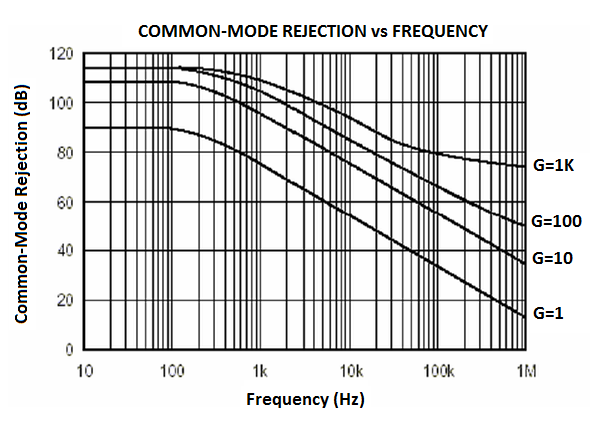 COMMON-MODE REJECTION vs FREQUENCY
Common-Mode Rejection (dB)
120
100
80
60
40
20
0
G=1K
G=100
G=10
G=1
10 100 1k 10k 100k 1M
Frequency (Hz)